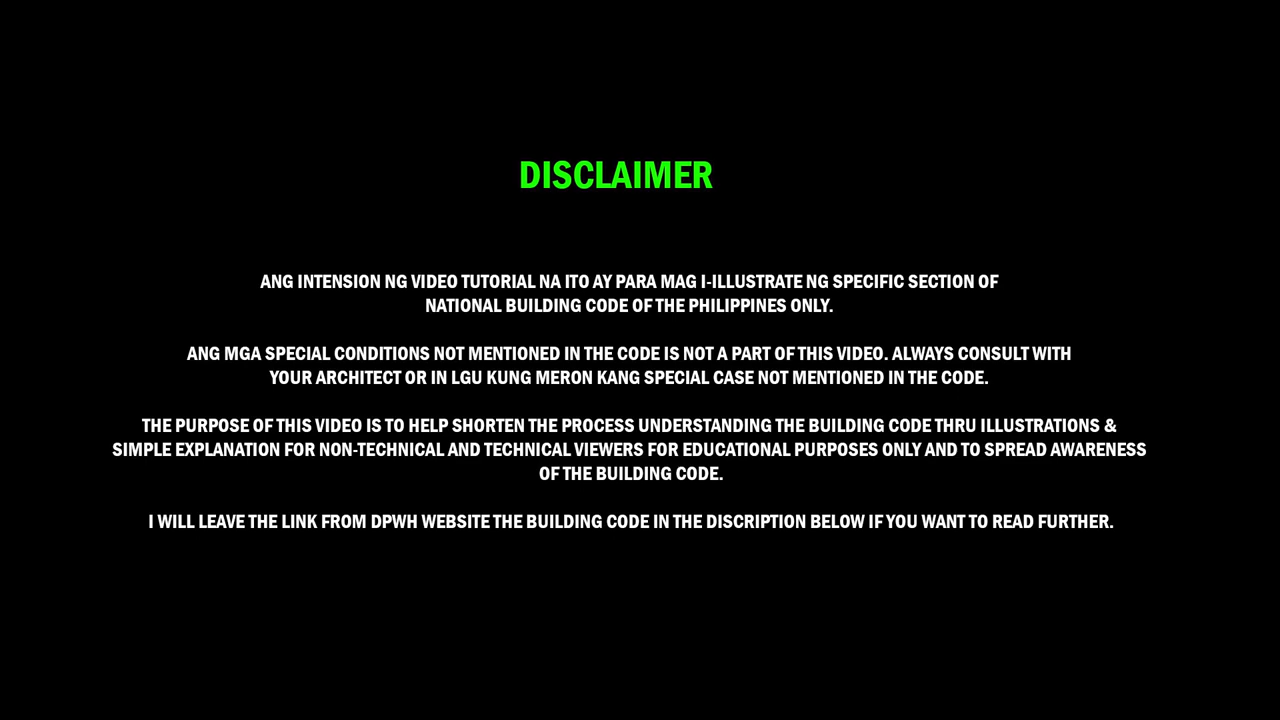 DISCLAIMER
ANG INTENSION NG VIDEO TUTORIAL NA ITO AY PARA MAG I-ILLUSTRATE NG SPECIFIC SECTION OF
NATIONAL BUILDING CODE OF THE PHILIPPINES ONLY.
ANG MGA SPECIAL CONDITIONS NOT MENTIONED IN THE CODE IS NOT A PART OF THIS VIDEO. ALWAYS CONSULT WITH
YOUR ARCHITECT OR IN LGU KUNG MERON KANG SPECIAL CASE NOT MENTIONED IN THE CODE.
THE PURPOSE OF THIS VIDEO IS TO HELP SHORTEN THE PROCESS UNDERSTANDING THE BUILDING CODE THRU ILLUSTRATIONS &
SIMPLE EXPLANATION FOR NON-TECHNICAL AND TECHNICAL VIEWERS FOR EDUCATIONAL PURPOSES ONLY AND TO SPREAD AWARENESS
OF THE BUILDING CODE.
I WILL LEAVE THE LINK FROM DPWH WEBSITE THE BUILDING CODE IN THE DISCRIPTION BELOW IF YOU WANT TO READ FURTHER.